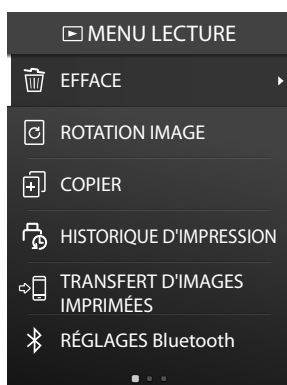 MENU LECTURE
EFFACE
ROTATION IMAGE
COPIER
HISTORIQUE D'IMPRESSION
TRANSFERT D'IMAGES
IMPRIMÉES
RÉGLAGES Bluetooth